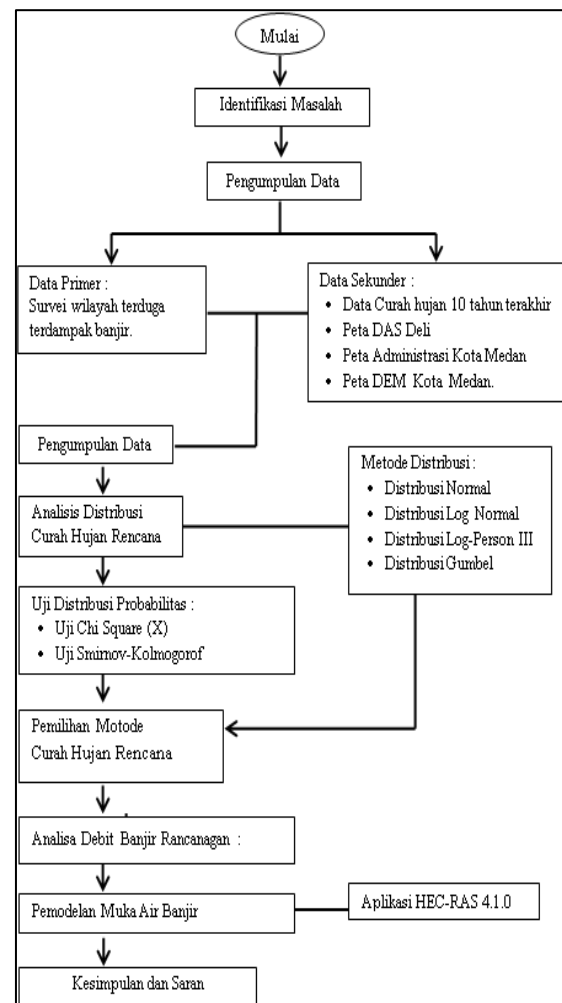 Mulai
Identifikasi Masalah
Pengumpulan Data
Data Primer :
Survei wilayah terduga
terdampak banjir.
Data Sekunder :
• Data Curah hujan 10 tahun terakhir
• Peta DAS Deli
• Peta Administrasi Kota Medan
• Peta DEM Kota Medan.
Pengumpulan Data
Metode Distribusi :
• Distribusi Normal
• Distribusi Log Normal
• Distribusi Log-Person III
• Distribusi Gumbel
Analisis Distribusi
Curah Hujan Rencana
Uji Distribusi Probabilitas :
• Uji Chi Square (X)
• Uji Smirnov-Kolmogorof
Pemilihan Motode
Curah Hujan Rencana
Analisa Debit Banjir Rancanagan :
Pemodelan Muka Air Banjir
Aplikasi HEC-RAS 4.1.0
Kesimpulan dan Saran